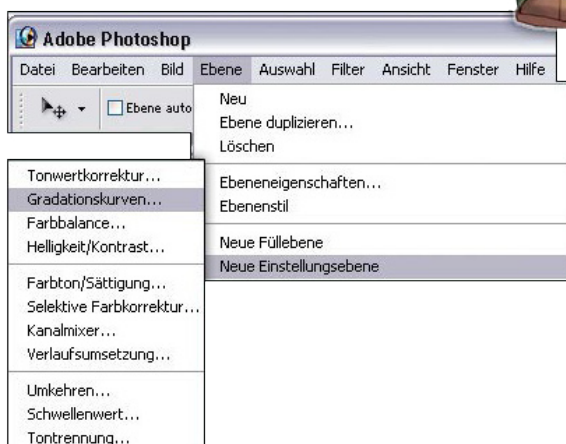 Adobe Photoshop
Datei Bearbeiten Bild Ebene Auswahl Filter Ansicht Fenster Hilfe
Ebene auto
Neu
Ebene duplizieren...
Löschen
Ebeneneigenschaften...
Ebenenstil
Neue Füllebene
Neue Einstellungsebene
Tonwertkorrektur...
Gradationskurven...
Farbbalance...
Helligkeit/Kontrast...
Farbton/Sättigung...
Selektive Farbkorrektur...
Kanalmixer...
Verlaufsumsetzung...
Umkehren...
Schwellenwert...
Tontrennung...